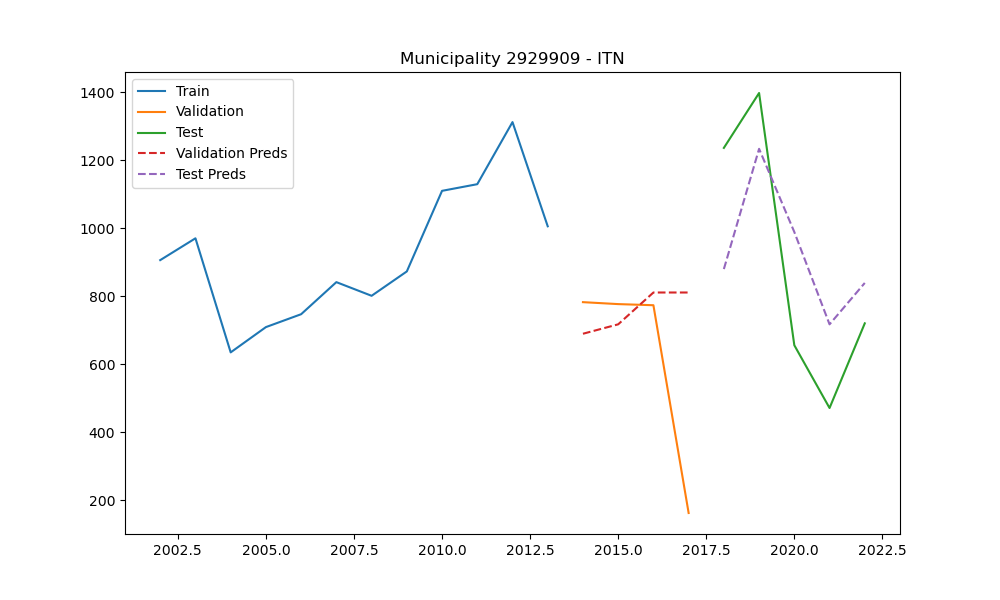 Municipality 2929909 - ITN
Train
Validation
Test
Validation Preds
Test Preds
1400
1200
1000
800
600
400
200
2002.5 2005.0 2007.5 2010.0 2012.5 2015.0 2017.5 2020.0 2022.5